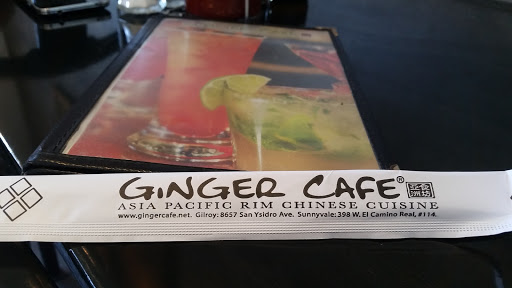 GINGER CAFE®
ASIA PACIFIC RIM CHINESE CUISINE
www.gingercafe.net. Gilroy: 8657 San Ysidro Ave. Sunnyvale: 398 W. El Camino Real, #114.